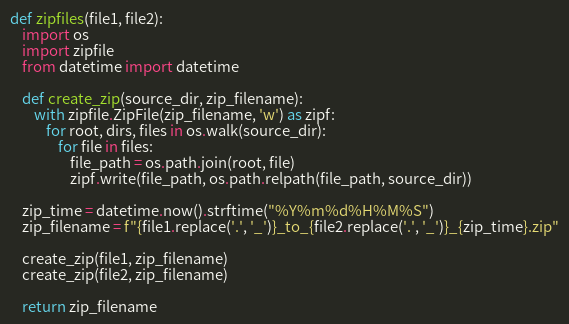 def zipfiles(file1, file2):
    import os
    import zipfile
    from datetime import datetime

    def create_zip(source_dir, zip_filename):
        with zipfile.ZipFile(zip_filename, 'w') as zipf:
            for root, dirs, files in os.walk(source_dir):
                for file in files:
                    file_path = os.path.join(root, file)
                    zipf.write(file_path, os.path.relpath(file_path, source_dir))

    zip_time = datetime.now().strftime("%Y%m%d%H%M%S")
    zip_filename = f"{file1.replace('.', '_')}_to_{file2.replace('.', '_')}_{zip_time}.zip"

    create_zip(file1, zip_filename)
    create_zip(file2, zip_filename)

    return zip_filename